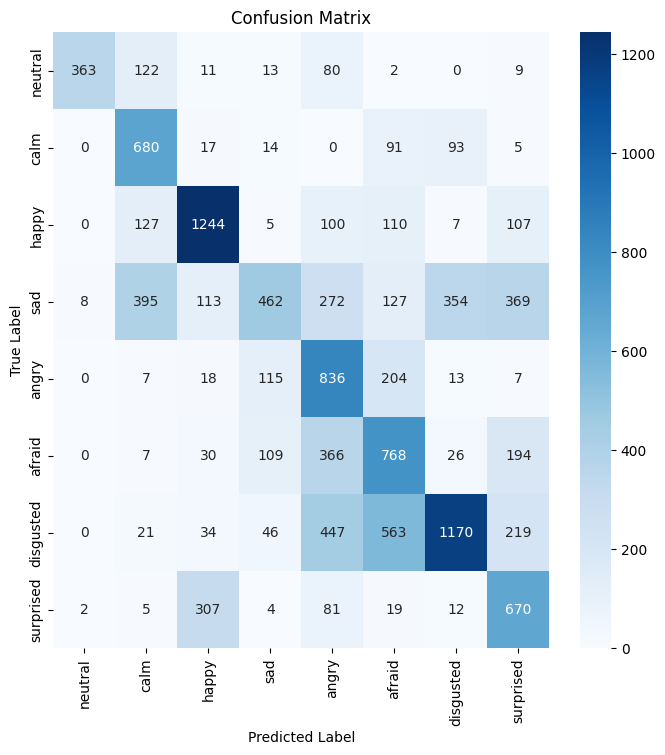 Confusion Matrix
True Label
neutral 363 122 11 13 80 2 0 9
calm 0 680 17 14 0 91 93 5
happy 0 127 1244 5 100 110 7 107
sad 8 395 113 462 272 127 354 369
angry 0 7 18 115 836 204 13 7
afraid 0 7 30 109 366 768 26 194
disgusted 0 21 34 46 447 563 1170 219
surprised 2 5 307 4 81 19 12 670
neutral calm happy sad angry afraid disgusted surprised
Predicted Label
1200
1000
800
600
400
200
0